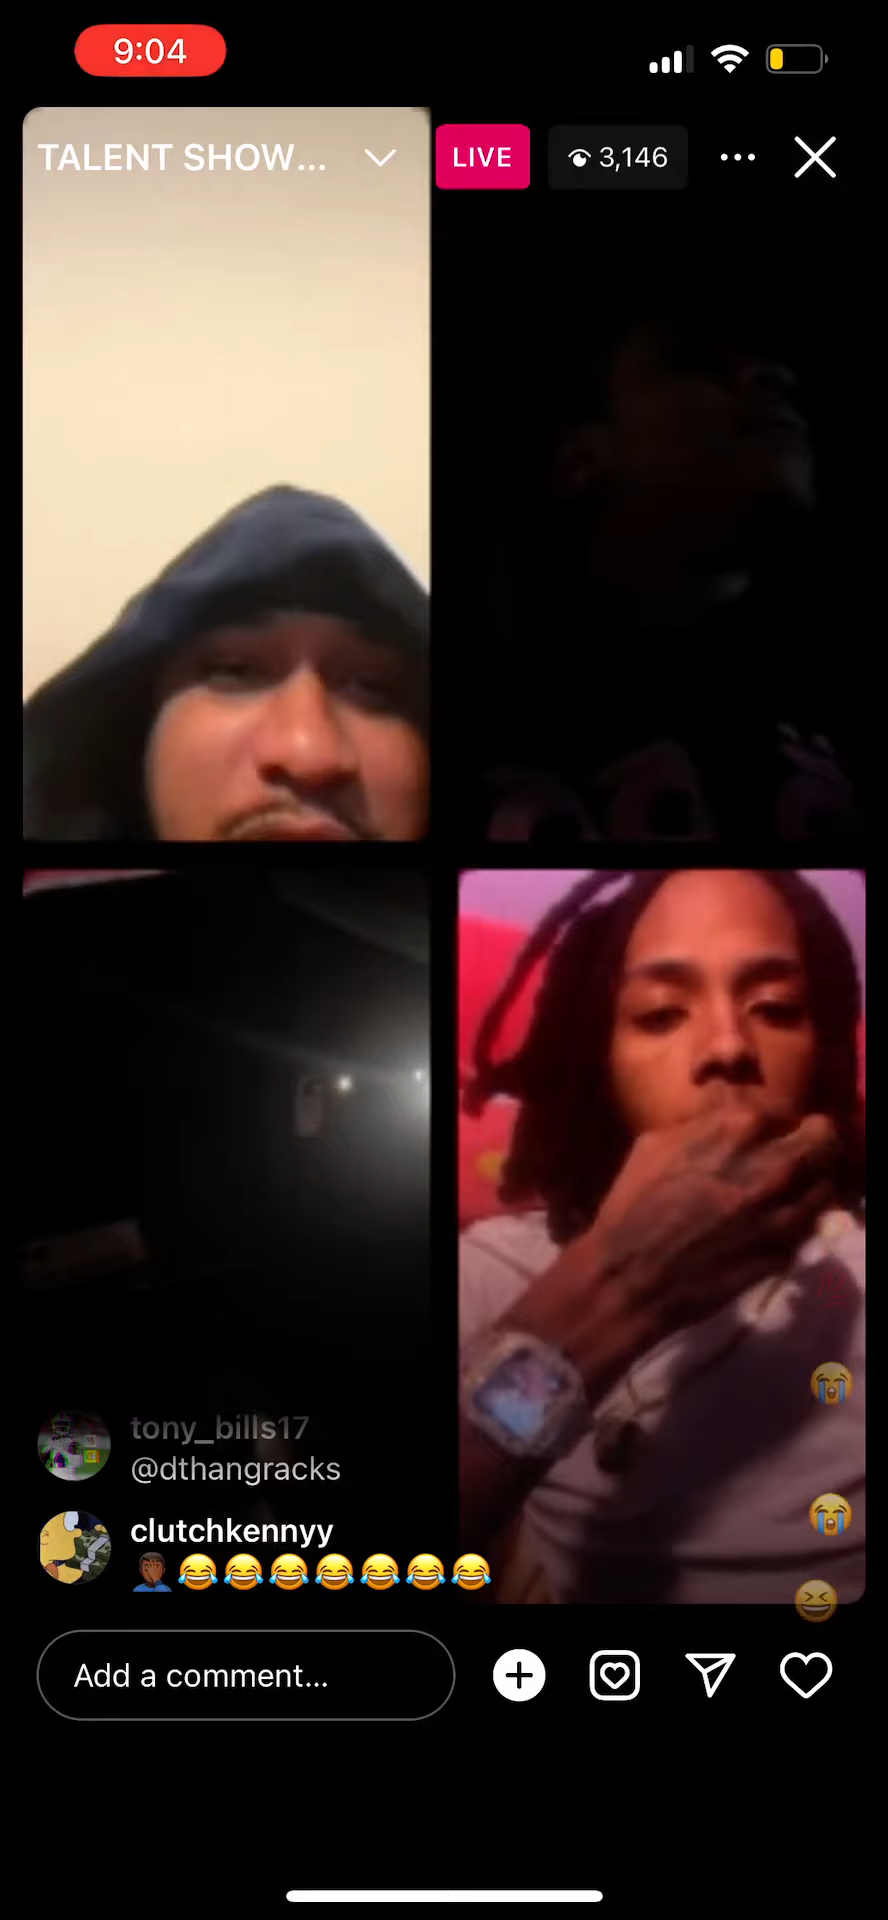 9:04
TALENT SHOW...
LIVE
3,146
tony_bills17
@dthangracks
clutchkennyy
🤦🏾‍♂️😂😂😂😂😂😂😂
Add a comment...